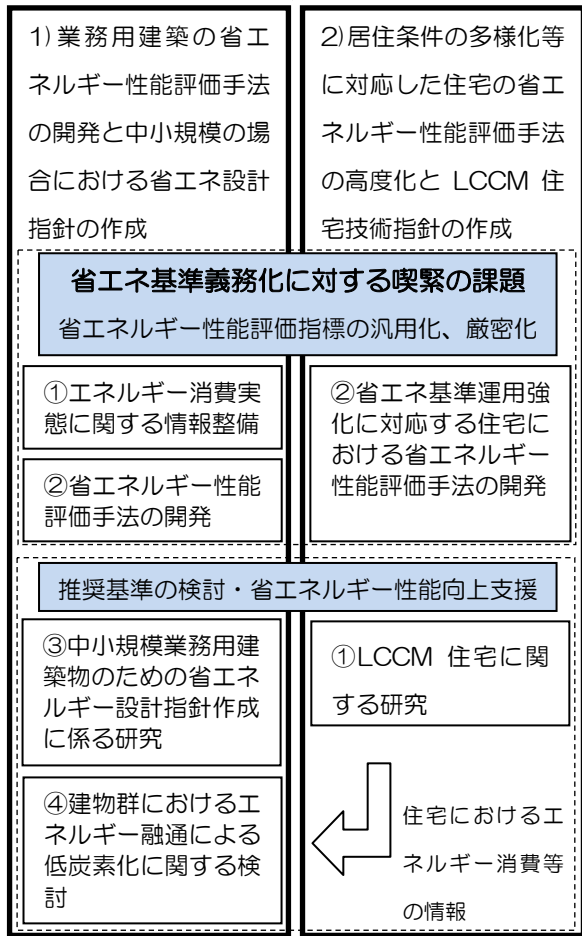 1)業務用建築の省エ
ネルギー性能評価手法
の開発と中小規模の場
合における省エネ設計
指針の作成
2)居住条件の多様化等
に対応した住宅の省エ
ネルギー性能評価手法
の高度化と LCCM 住
宅技術指針の作成
省エネ基準義務化に対する喫緊の課題
省エネルギー性能評価指標の汎用化、厳密化
①エネルギー消費実
態に関する情報整備
②省エネルギー性能
評価手法の開発
②省エネ基準運用強
化に対応する住宅に
おける省エネルギー
性能評価手法の開発
推奨基準の検討・省エネルギー性能向上支援
③中小規模業務用建
築物のための省エネ
ルギー設計指針作成
に係る研究
④建物群におけるエ
ネルギー融通による
低炭素化に関する検
討
①LCCM 住宅に関
する研究
住宅におけるエ
ネルギー消費等
の情報